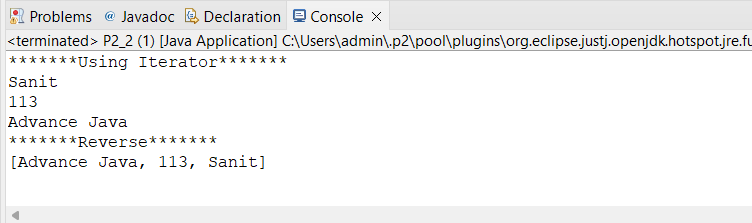 Problems @ Javadoc Declaration Console ×
<terminated> P2_2 (1) [Java Application] C:\Users\admin\.p2\pool\plugins\org.eclipse.justj.openjdk.hotspot.jre.fu
*******Using Iterator*******
Sanit
113
Advance Java
*******Reverse*******
[Advance Java, 113, Sanit]